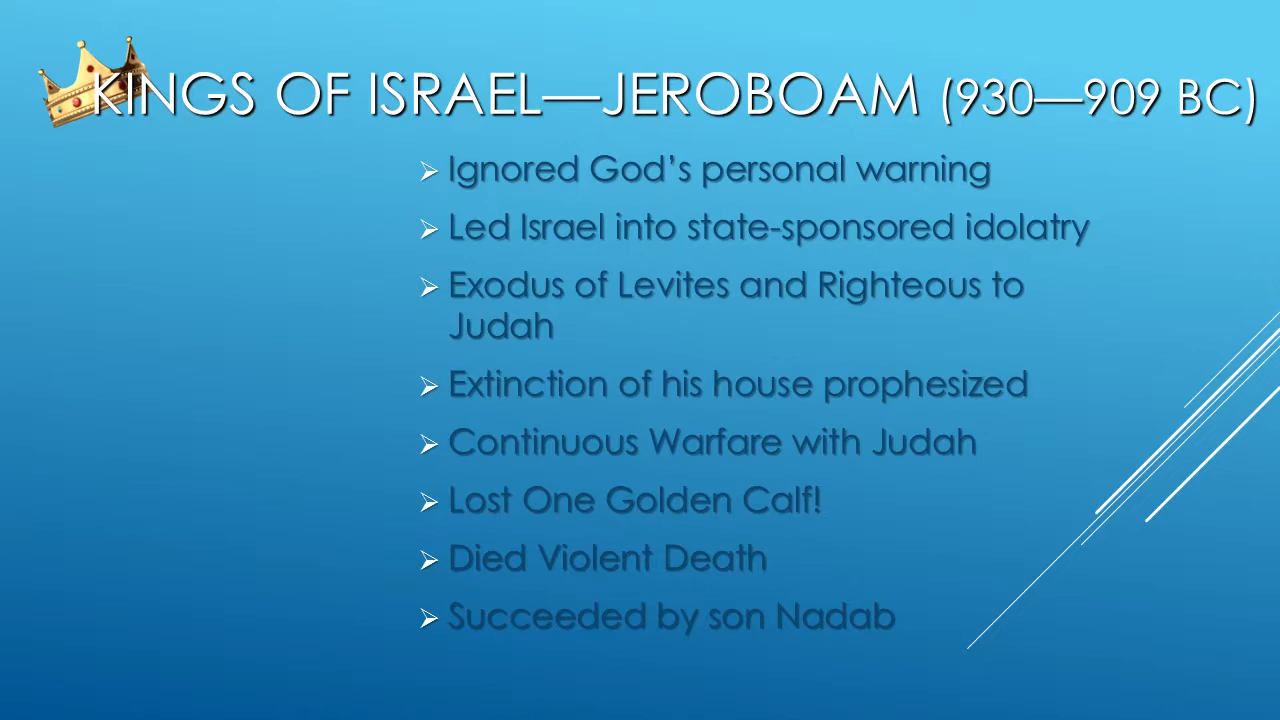 KINGS OF ISRAEL—JEROBOAM (930—909 BC)
Ignored God’s personal warning
Led Israel into state-sponsored idolatry
Exodus of Levites and Righteous to
Judah
Extinction of his house prophesized
Continuous Warfare with Judah
Lost One Golden Calf!
Died Violent Death
Succeeded by son Nadab